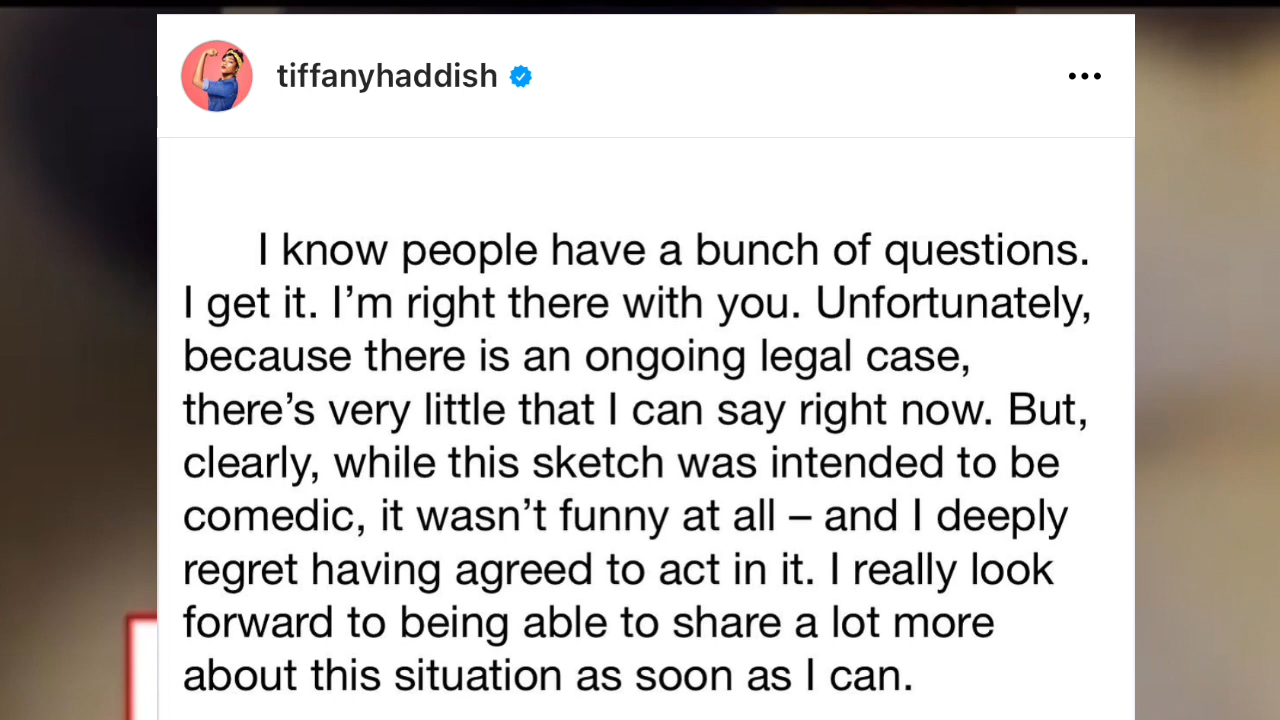 tiffanyhaddish
I know people have a bunch of questions.
I get it. I’m right there with you. Unfortunately,
because there is an ongoing legal case,
there’s very little that I can say right now. But,
clearly, while this sketch was intended to be
comedic, it wasn’t funny at all – and I deeply
regret having agreed to act in it. I really look
forward to being able to share a lot more
about this situation as soon as I can.